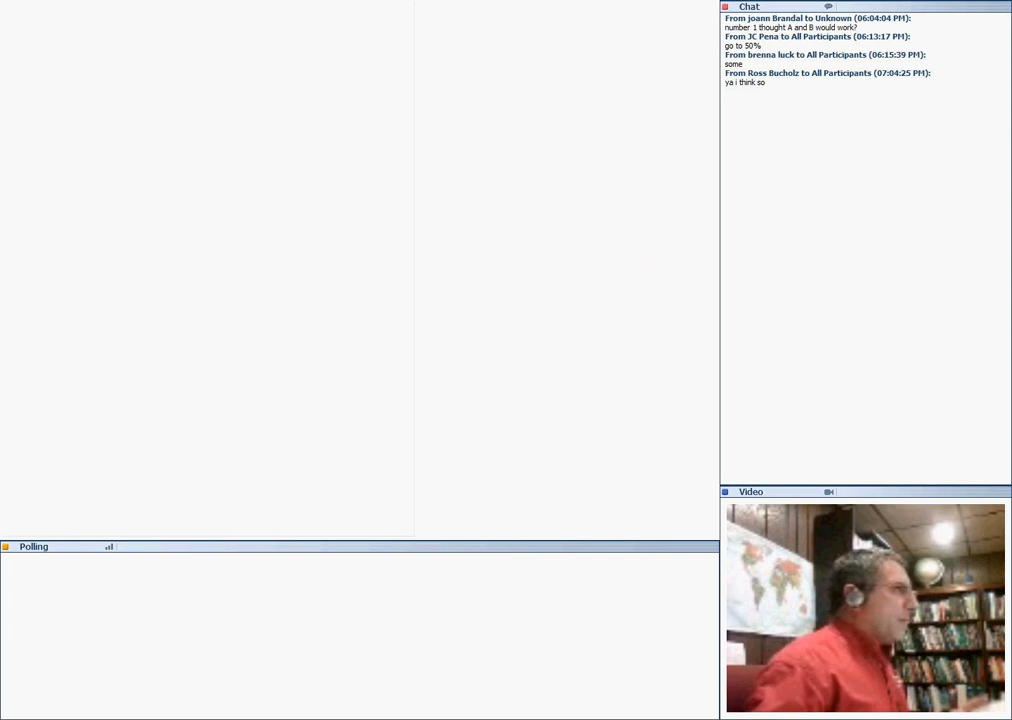 Chat
From joann Brandal to Unknown (06:04:04 PM):
number 1 thought A and B would work?
From JC Pena to All Participants (06:13:17 PM):
go to 50%
From brenna luck to All Participants (06:15:39 PM):
some
From Ross Bucholz to All Participants (07:04:25 PM):
ya i think so
Video
Polling